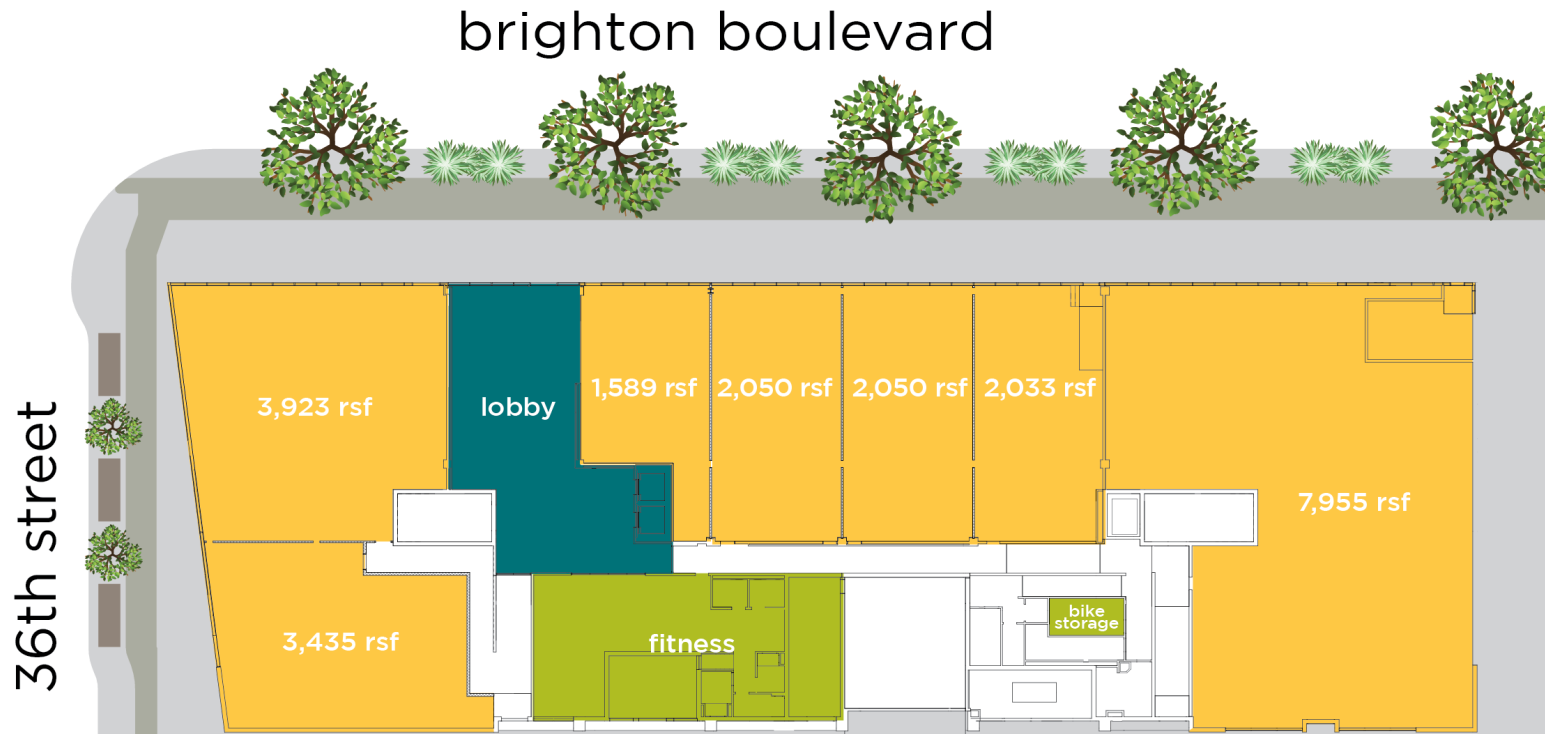 brighton boulevard
36th street
3,923 rsf
lobby
1,589 rsf
2,050 rsf
2,050 rsf
2,033 rsf
7,955 rsf
3,435 rsf
fitness
bike
storage